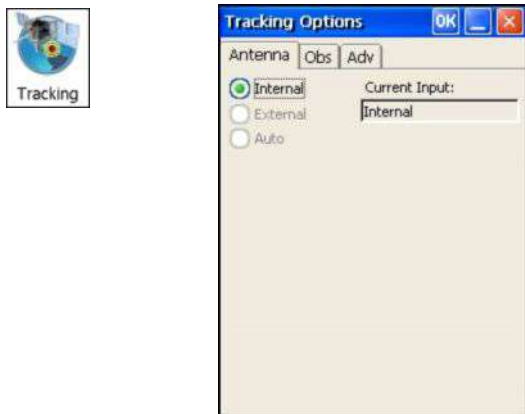 Tracking
Tracking Options OK
Antenna Obs Adv
Internal Current Input:
External Internal
Auto